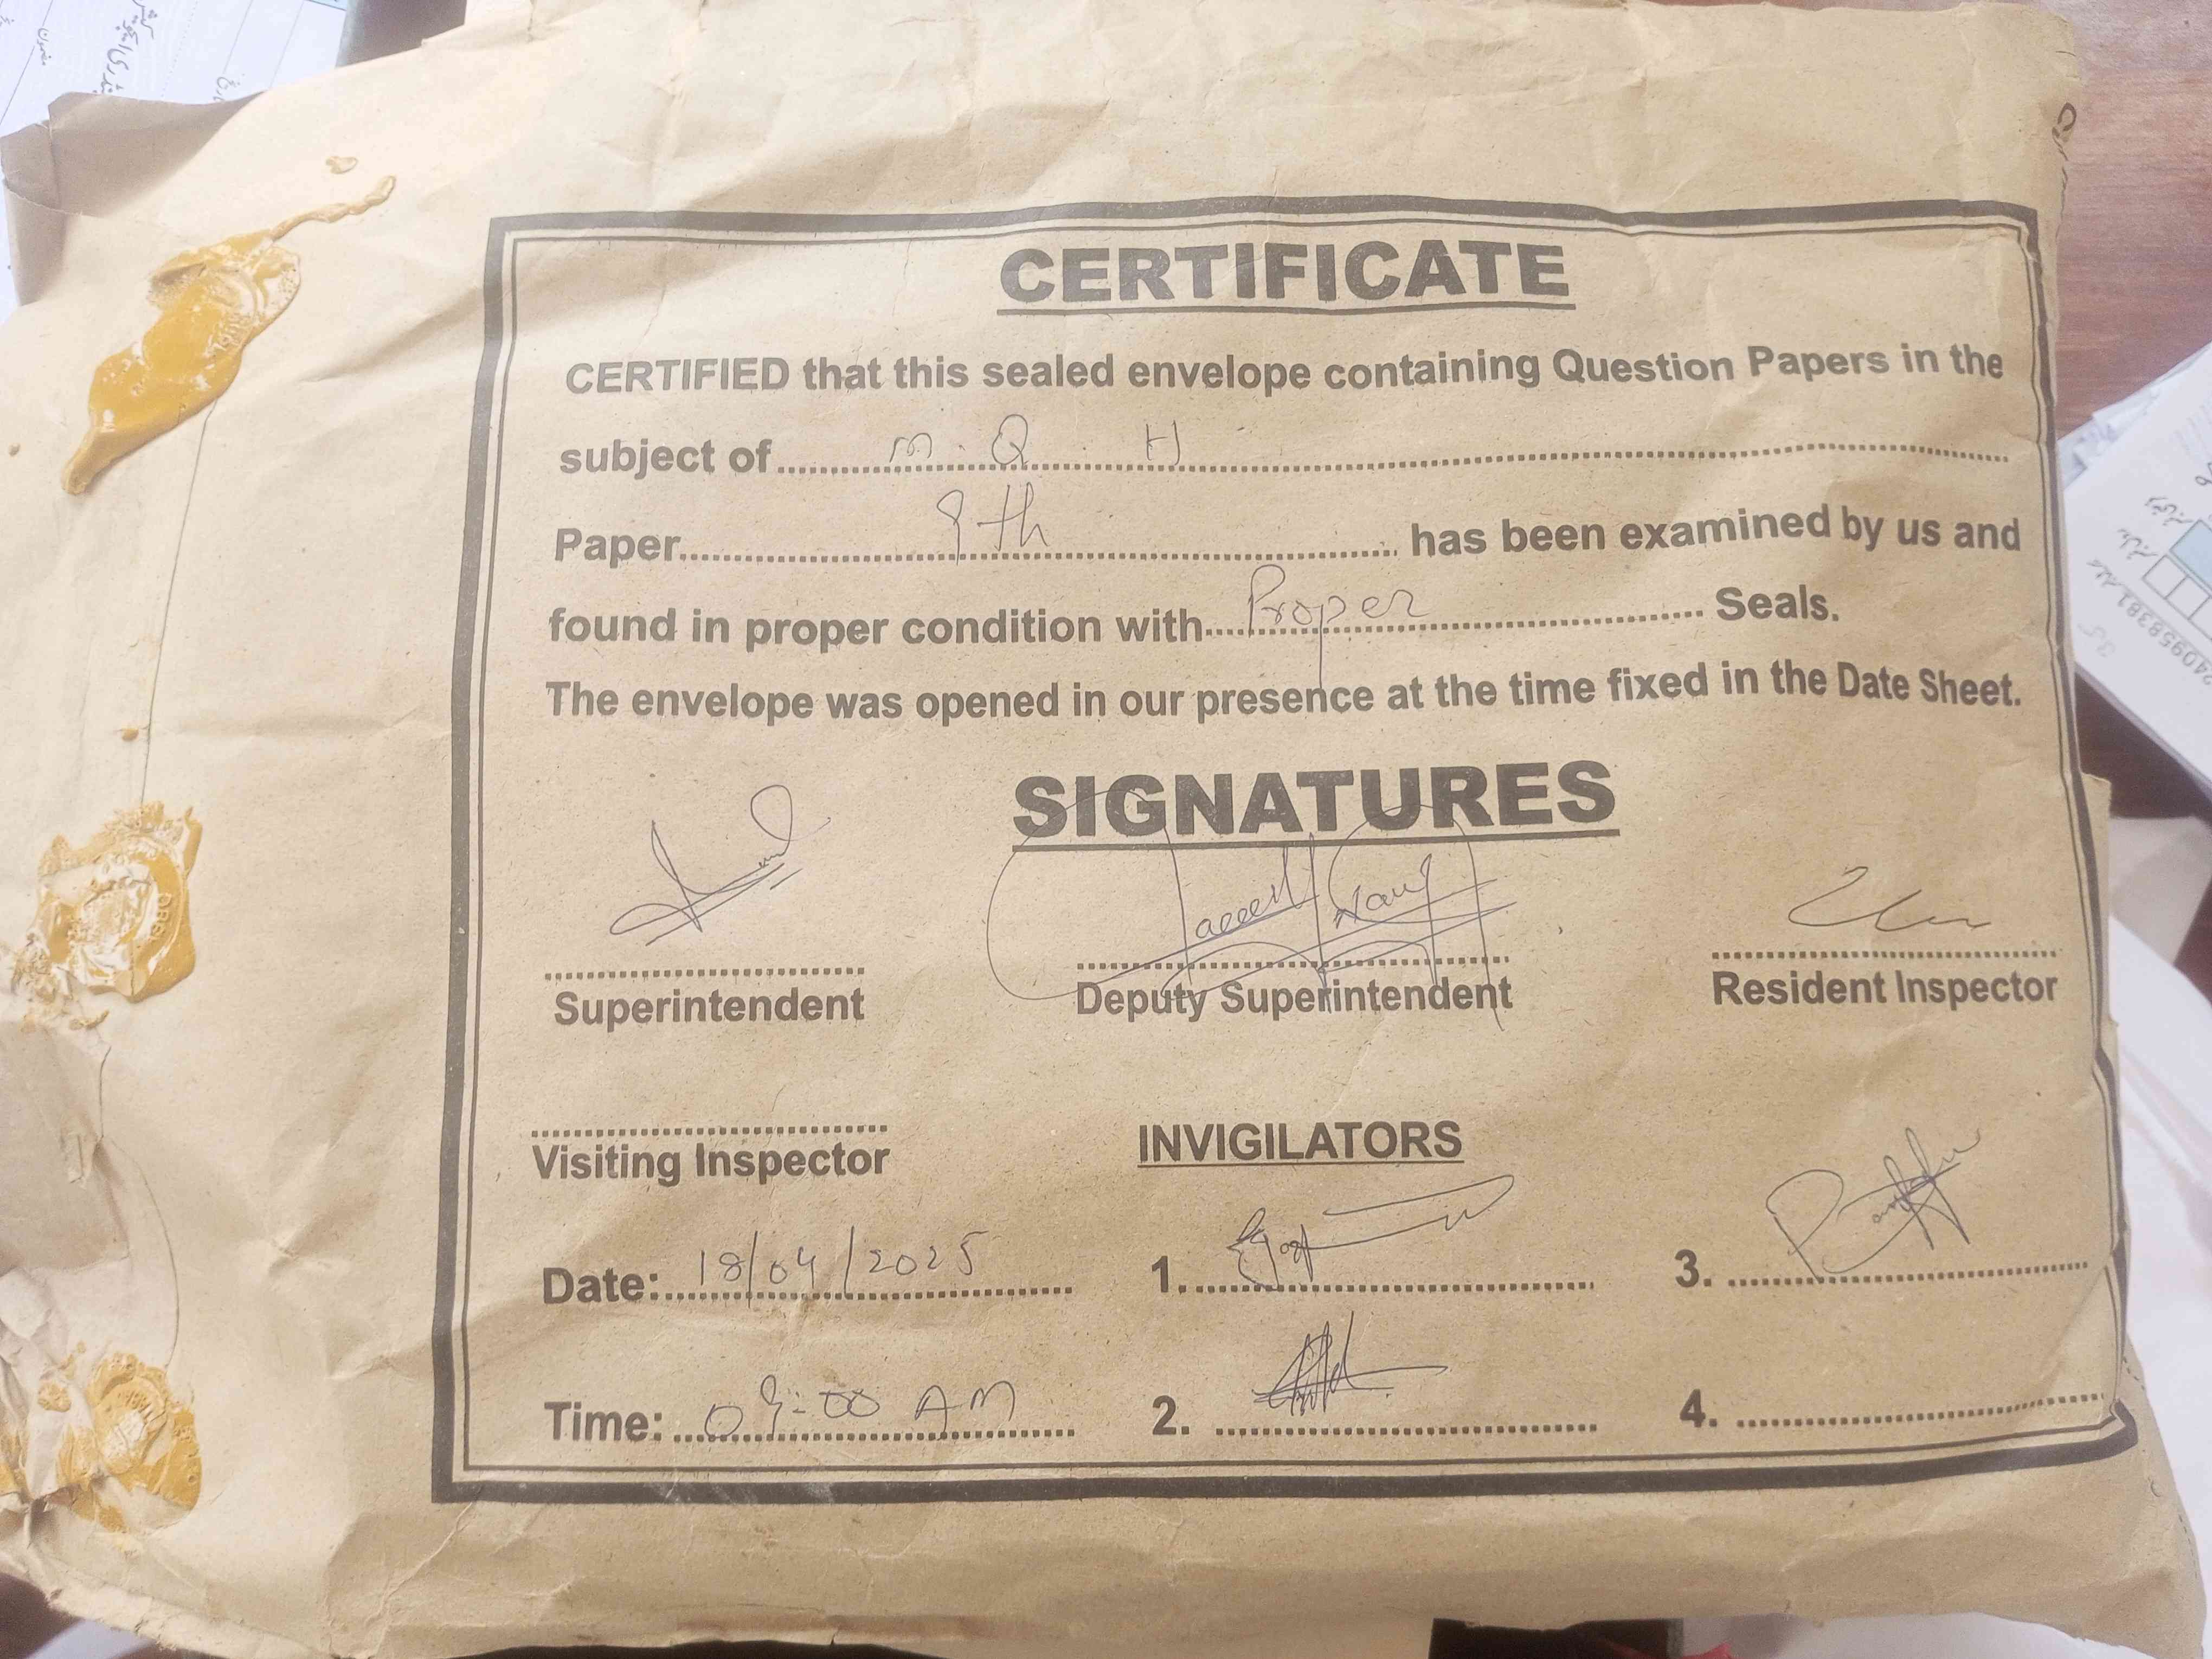 CERTIFICATE
CERTIFIED that this sealed envelope containing Question Papers in the
subject of M. Q. H
Paper 9th has been examined by us and
found in proper condition with Proper Seals.
The envelope was opened in our presence at the time fixed in the Date Sheet.
SIGNATURES
Superintendent Deputy Superintendent Resident Inspector
Visiting Inspector INVIGILATORS
Date: 18/04/2025 1. 3.
Time: 09:00 AM 2. 4.